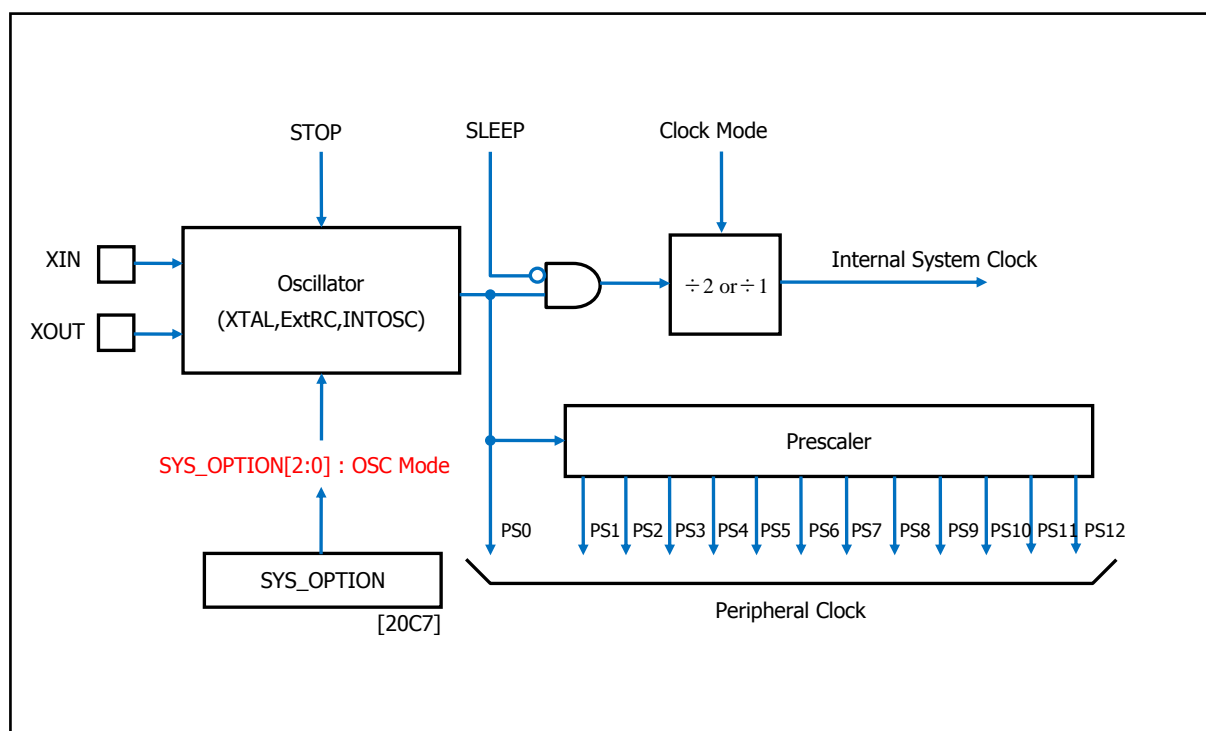 STOP
SLEEP
Clock Mode
XIN
XOUT
Oscillator
(XTAL,ExtRC,INTOSC)
÷2 or÷1
Internal System Clock
SYS_OPTION[2:0] : OSC Mode
Prescaler
PS0
PS1
PS2
PS3
PS4
PS5
PS6
PS7
PS8
PS9
PS10
PS11
PS12
SYS_OPTION
[20C7]
Peripheral Clock